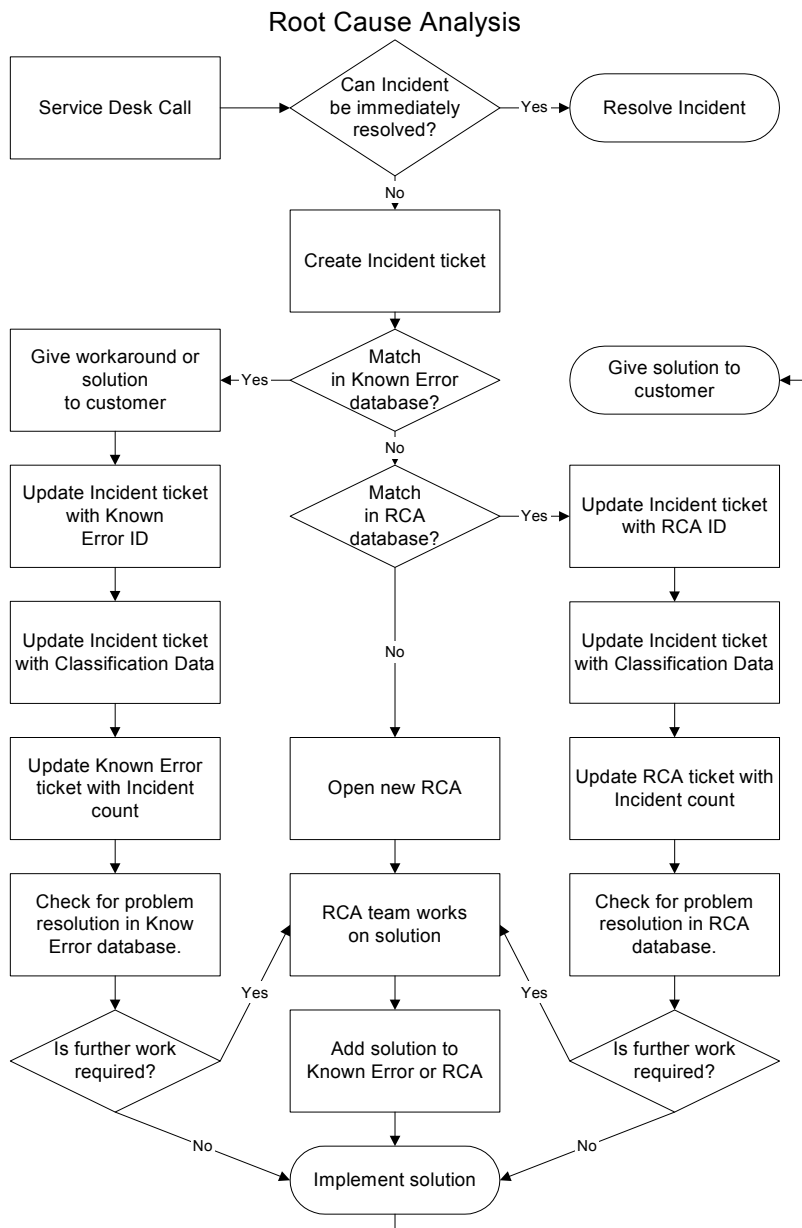 Root Cause Analysis
Service Desk Call
Can Incident
be immediately
resolved?
Yes
Resolve Incident
No
Create Incident ticket
Give workaround or
solution
to customer
Yes
Match
in Known Error
database?
Give solution to
customer
No
Update Incident ticket
with Known
Error ID
Match
in RCA
database?
Yes
Update Incident ticket
with RCA ID
Update Incident ticket
with Classification Data
No
Update Incident ticket
with Classification Data
Update Known Error
ticket with Incident
count
Open new RCA
Update RCA ticket with
Incident count
Check for problem
resolution in Know
Error database.
RCA team works
on solution
Check for problem
resolution in RCA
database.
Yes
Yes
Is further work
required?
Add solution to
Known Error or RCA
Is further work
required?
No
No
Implement solution